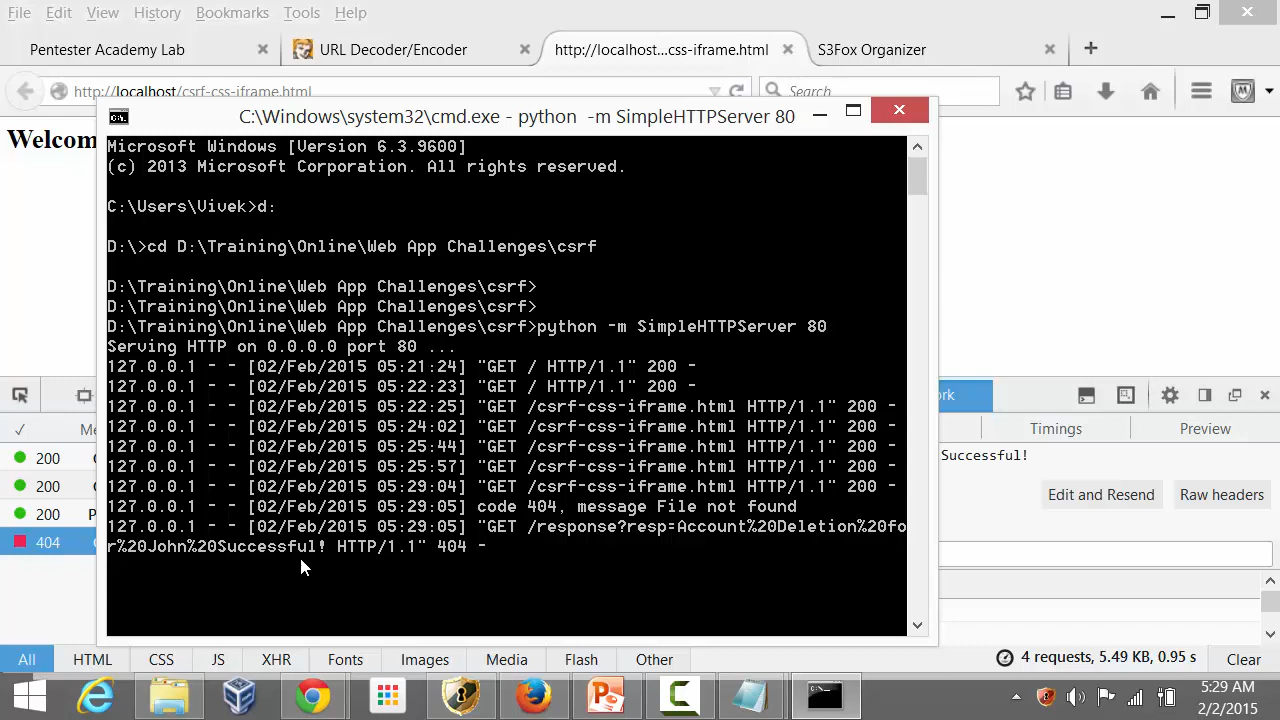 File Edit View History Bookmarks Tools Help
Pentester Academy Lab
URL Decoder/Encoder
http://localhost...css-iframe.html
S3Fox Organizer
http://localhost/csrf-css-iframe.html
Search
Welcom
C:\Windows\system32\cmd.exe - python -m SimpleHTTPServer 80
Microsoft Windows [Version 6.3.9600]
(c) 2013 Microsoft Corporation. All rights reserved.
C:\Users\Vivek>d:
D:\>cd D:\Training\Online\Web App Challenges\csrf
D:\Training\Online\Web App Challenges\csrf>
D:\Training\Online\Web App Challenges\csrf>
D:\Training\Online\Web App Challenges\csrf>python -m SimpleHTTPServer 80
Serving HTTP on 0.0.0.0 port 80 ...
127.0.0.1 - - [02/Feb/2015 05:21:24] "GET / HTTP/1.1" 200 -
127.0.0.1 - - [02/Feb/2015 05:22:23] "GET / HTTP/1.1" 200 -
127.0.0.1 - - [02/Feb/2015 05:22:25] "GET /csrf-css-iframe.html HTTP/1.1" 200 -
127.0.0.1 - - [02/Feb/2015 05:24:02] "GET /csrf-css-iframe.html HTTP/1.1" 200 -
127.0.0.1 - - [02/Feb/2015 05:25:44] "GET /csrf-css-iframe.html HTTP/1.1" 200 -
127.0.0.1 - - [02/Feb/2015 05:25:57] "GET /csrf-css-iframe.html HTTP/1.1" 200 -
127.0.0.1 - - [02/Feb/2015 05:29:04] "GET /csrf-css-iframe.html HTTP/1.1" 200 -
127.0.0.1 - - [02/Feb/2015 05:29:05] code 404, message File not found
127.0.0.1 - - [02/Feb/2015 05:29:05] "GET /response?resp=Account%20Deletion%20fo
r%20John%20Successful! HTTP/1.1" 404 -
ork
✓ Me
Timings
Preview
200
200
200 P
404
Successful!
Edit and Resend
Raw headers
All HTML CSS JS XHR Fonts Images Media Flash Other
4 requests, 5.49 KB, 0.95 s
Clear
5:29 AM
2/2/2015